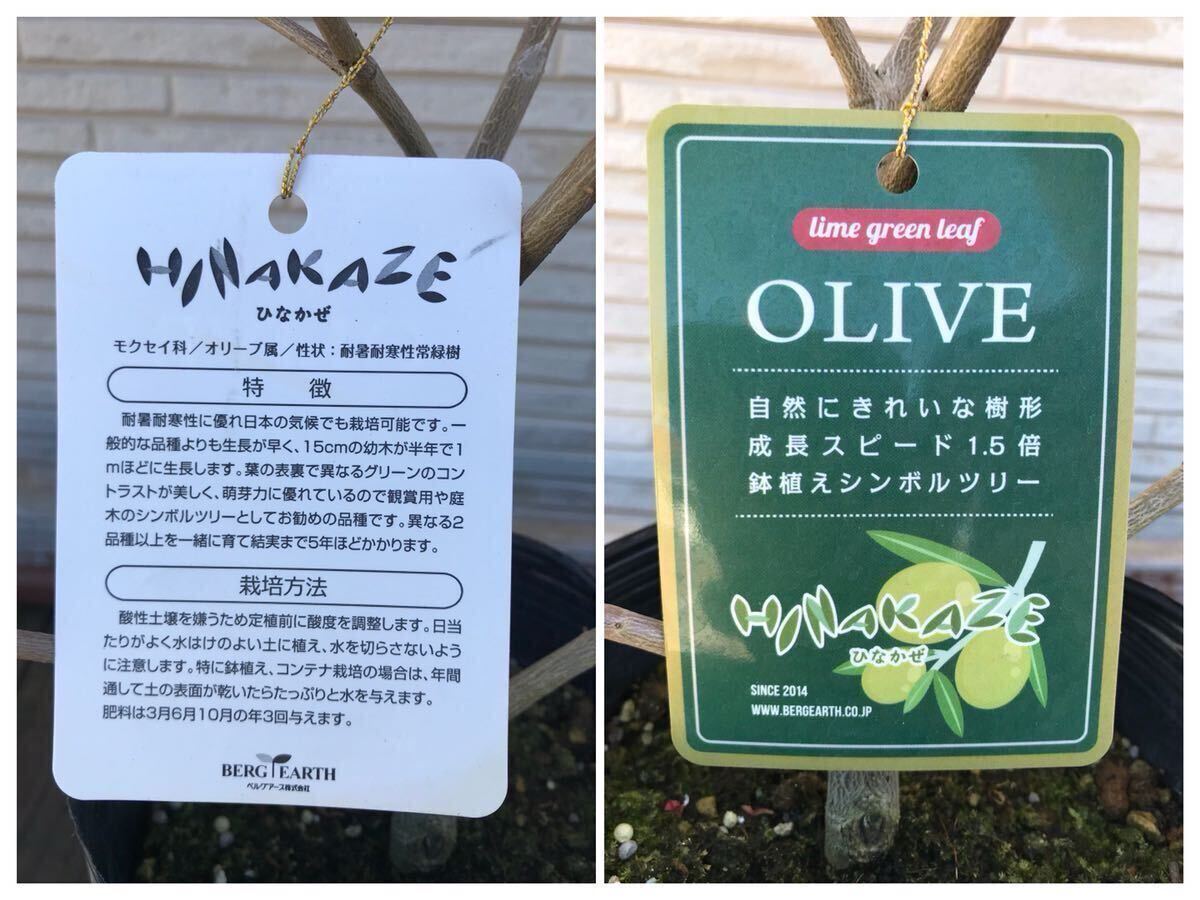 HINAKAZE
ひなかぜ
モクセイ科／オリーブ属／性状：耐暑耐寒性常緑樹
特　徴
耐暑耐寒性に優れ日本の気候でも栽培可能です。一
般的な品種よりも生長が早く、15cmの幼木が半年で1
mほどに生長します。葉の表裏で異なるグリーンのコン
トラストが美しく、萌芽力に優れているので観賞用や庭
木のシンボルツリーとしてお勧めの品種です。異なる2
品種以上を一緒に育て結実まで5年ほどかかります。
栽培方法
酸性土壌を嫌うため定植前に酸度を調整します。日当
たりがよく水はけのよい土に植え、水を切らさないよう
に注意します。特に鉢植え、コンテナ栽培の場合は、年間
通して土の表面が乾いたらたっぷりと水を与えます。
肥料は3月6月10月の年3回与えます。
BERG EARTH
ベルグアース株式会社
lime green leaf
OLIVE
自然にきれいな樹形
成長スピード1.5倍
鉢植えシンボルツリー
HINAKAZE
ひなかぜ
SINCE 2014
WWW.BERGEARTH.CO.JP